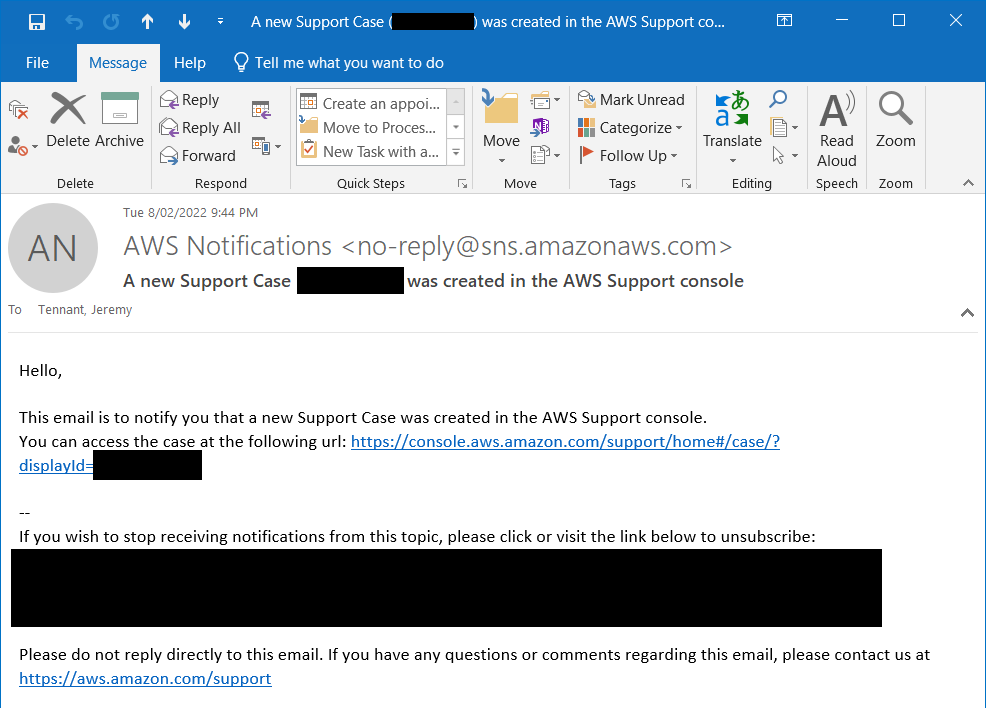 A new Support Case ( ) was created in the AWS Support co...
File Message Help Tell me what you want to do
Delete Archive
Delete
Reply
Reply All
Forward
Respond
Create an appoi...
Move to Proces...
New Task with a...
Quick Steps
Move
Move
Mark Unread
Categorize
Follow Up
Tags
Translate
Editing
Read
Aloud
Speech
Zoom
Zoom
AN
Tue 8/02/2022 9:44 PM
AWS Notifications <no-reply@sns.amazonaws.com>
A new Support Case was created in the AWS Support console
To Tennant, Jeremy
Hello,
This email is to notify you that a new Support Case was created in the AWS Support console.
You can access the case at the following url: https://console.aws.amazon.com/support/home#/case/?
displayId=
--
If you wish to stop receiving notifications from this topic, please click or visit the link below to unsubscribe:
Please do not reply directly to this email. If you have any questions or comments regarding this email, please contact us at
https://aws.amazon.com/support